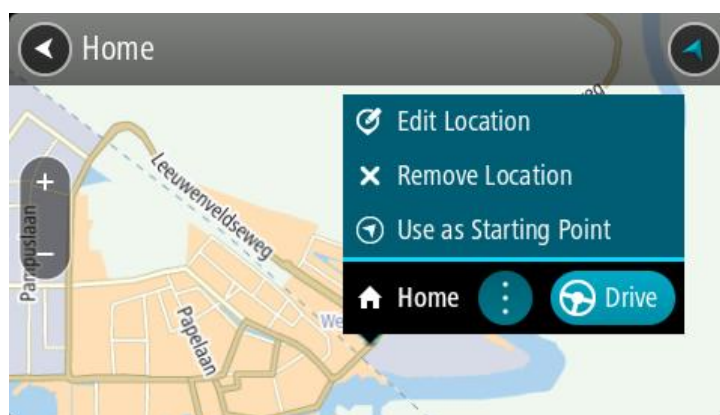 Home
Edit Location
Remove Location
Use as Starting Point
Home
Drive
+
−
Leeuwenveldseweg
Pampuslaan
Papelaan
We